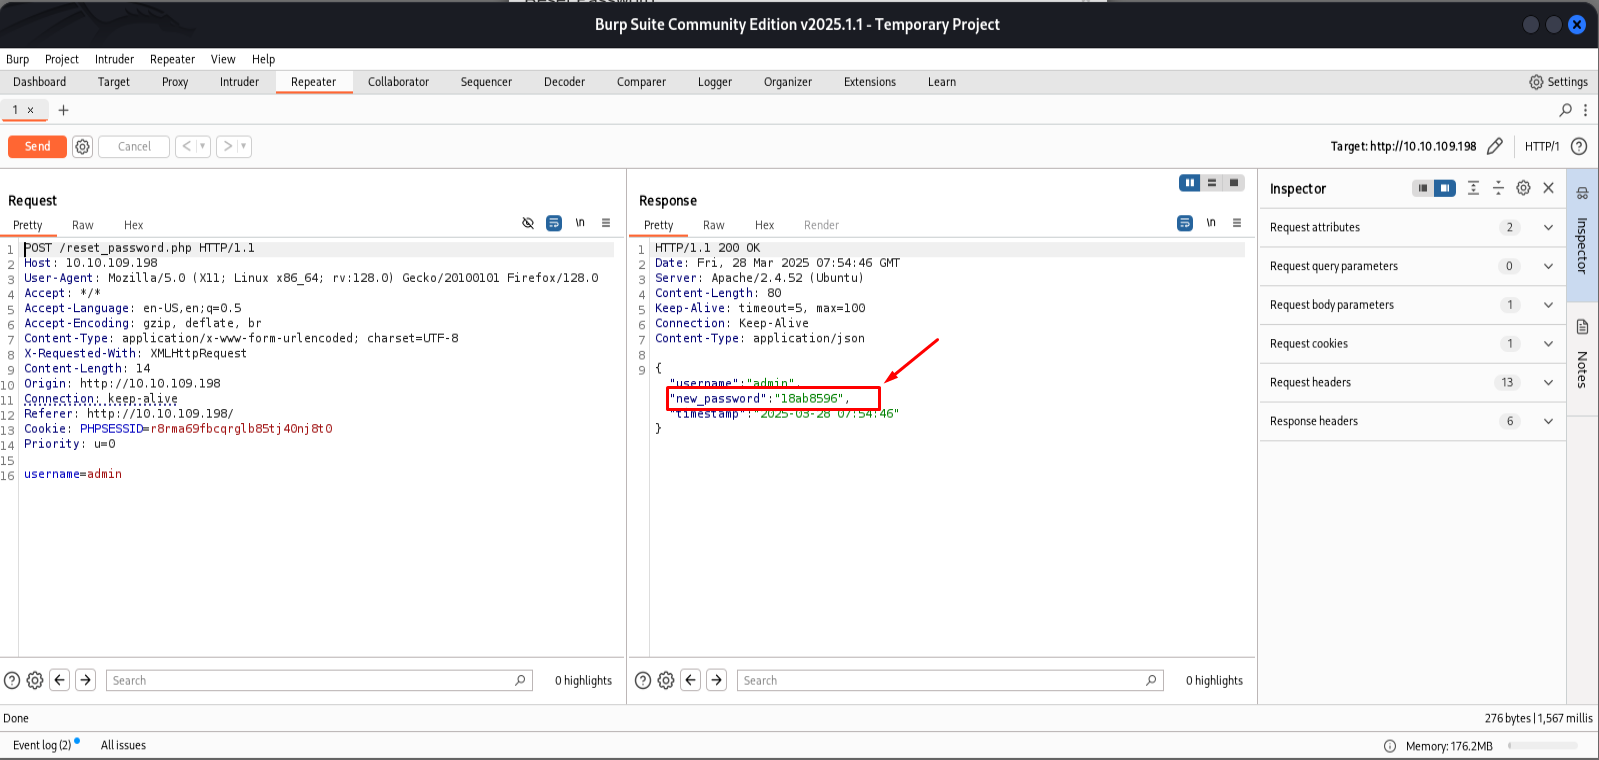 Burp Suite Community Edition v2025.1.1 - Temporary Project
Burp Project Intruder Repeater View Help
Dashboard Target Proxy Intruder Repeater Collaborator Sequencer Decoder Comparer Logger Organizer Extensions Learn Settings
1 × +
Send Cancel < > Target: http://10.10.109.198 HTTP/1
Request
Pretty Raw Hex \n
1 POST /reset_password.php HTTP/1.1
2 Host: 10.10.109.198
3 User-Agent: Mozilla/5.0 (X11; Linux x86_64; rv:128.0) Gecko/20100101 Firefox/128.0
4 Accept: */*
5 Accept-Language: en-US,en;q=0.5
6 Accept-Encoding: gzip, deflate, br
7 Content-Type: application/x-www-form-urlencoded; charset=UTF-8
8 X-Requested-With: XMLHttpRequest
9 Content-Length: 14
10 Origin: http://10.10.109.198
11 Connection: keep-alive
12 Referer: http://10.10.109.198/
13 Cookie: PHPSESSID=r8rma69fbcqrglb85tj40nj8t0
14 Priority: u=0
15
16 username=admin
Search 0 highlights
Response
Pretty Raw Hex Render \n
1 HTTP/1.1 200 OK
2 Date: Fri, 28 Mar 2025 07:54:46 GMT
3 Server: Apache/2.4.52 (Ubuntu)
4 Content-Length: 80
5 Keep-Alive: timeout=5, max=100
6 Connection: Keep-Alive
7 Content-Type: application/json
8
9 {
"username":"admin",
"new_password":"18ab8596",
"timestamp":"2025-03-28 07:54:46"
}
Search 0 highlights
Inspector
Request attributes 2
Request query parameters 0
Request body parameters 1
Request cookies 1
Request headers 13
Response headers 6
Inspector
Notes
Done 276 bytes | 1,567 millis
Event log (2) All issues Memory: 176.2MB